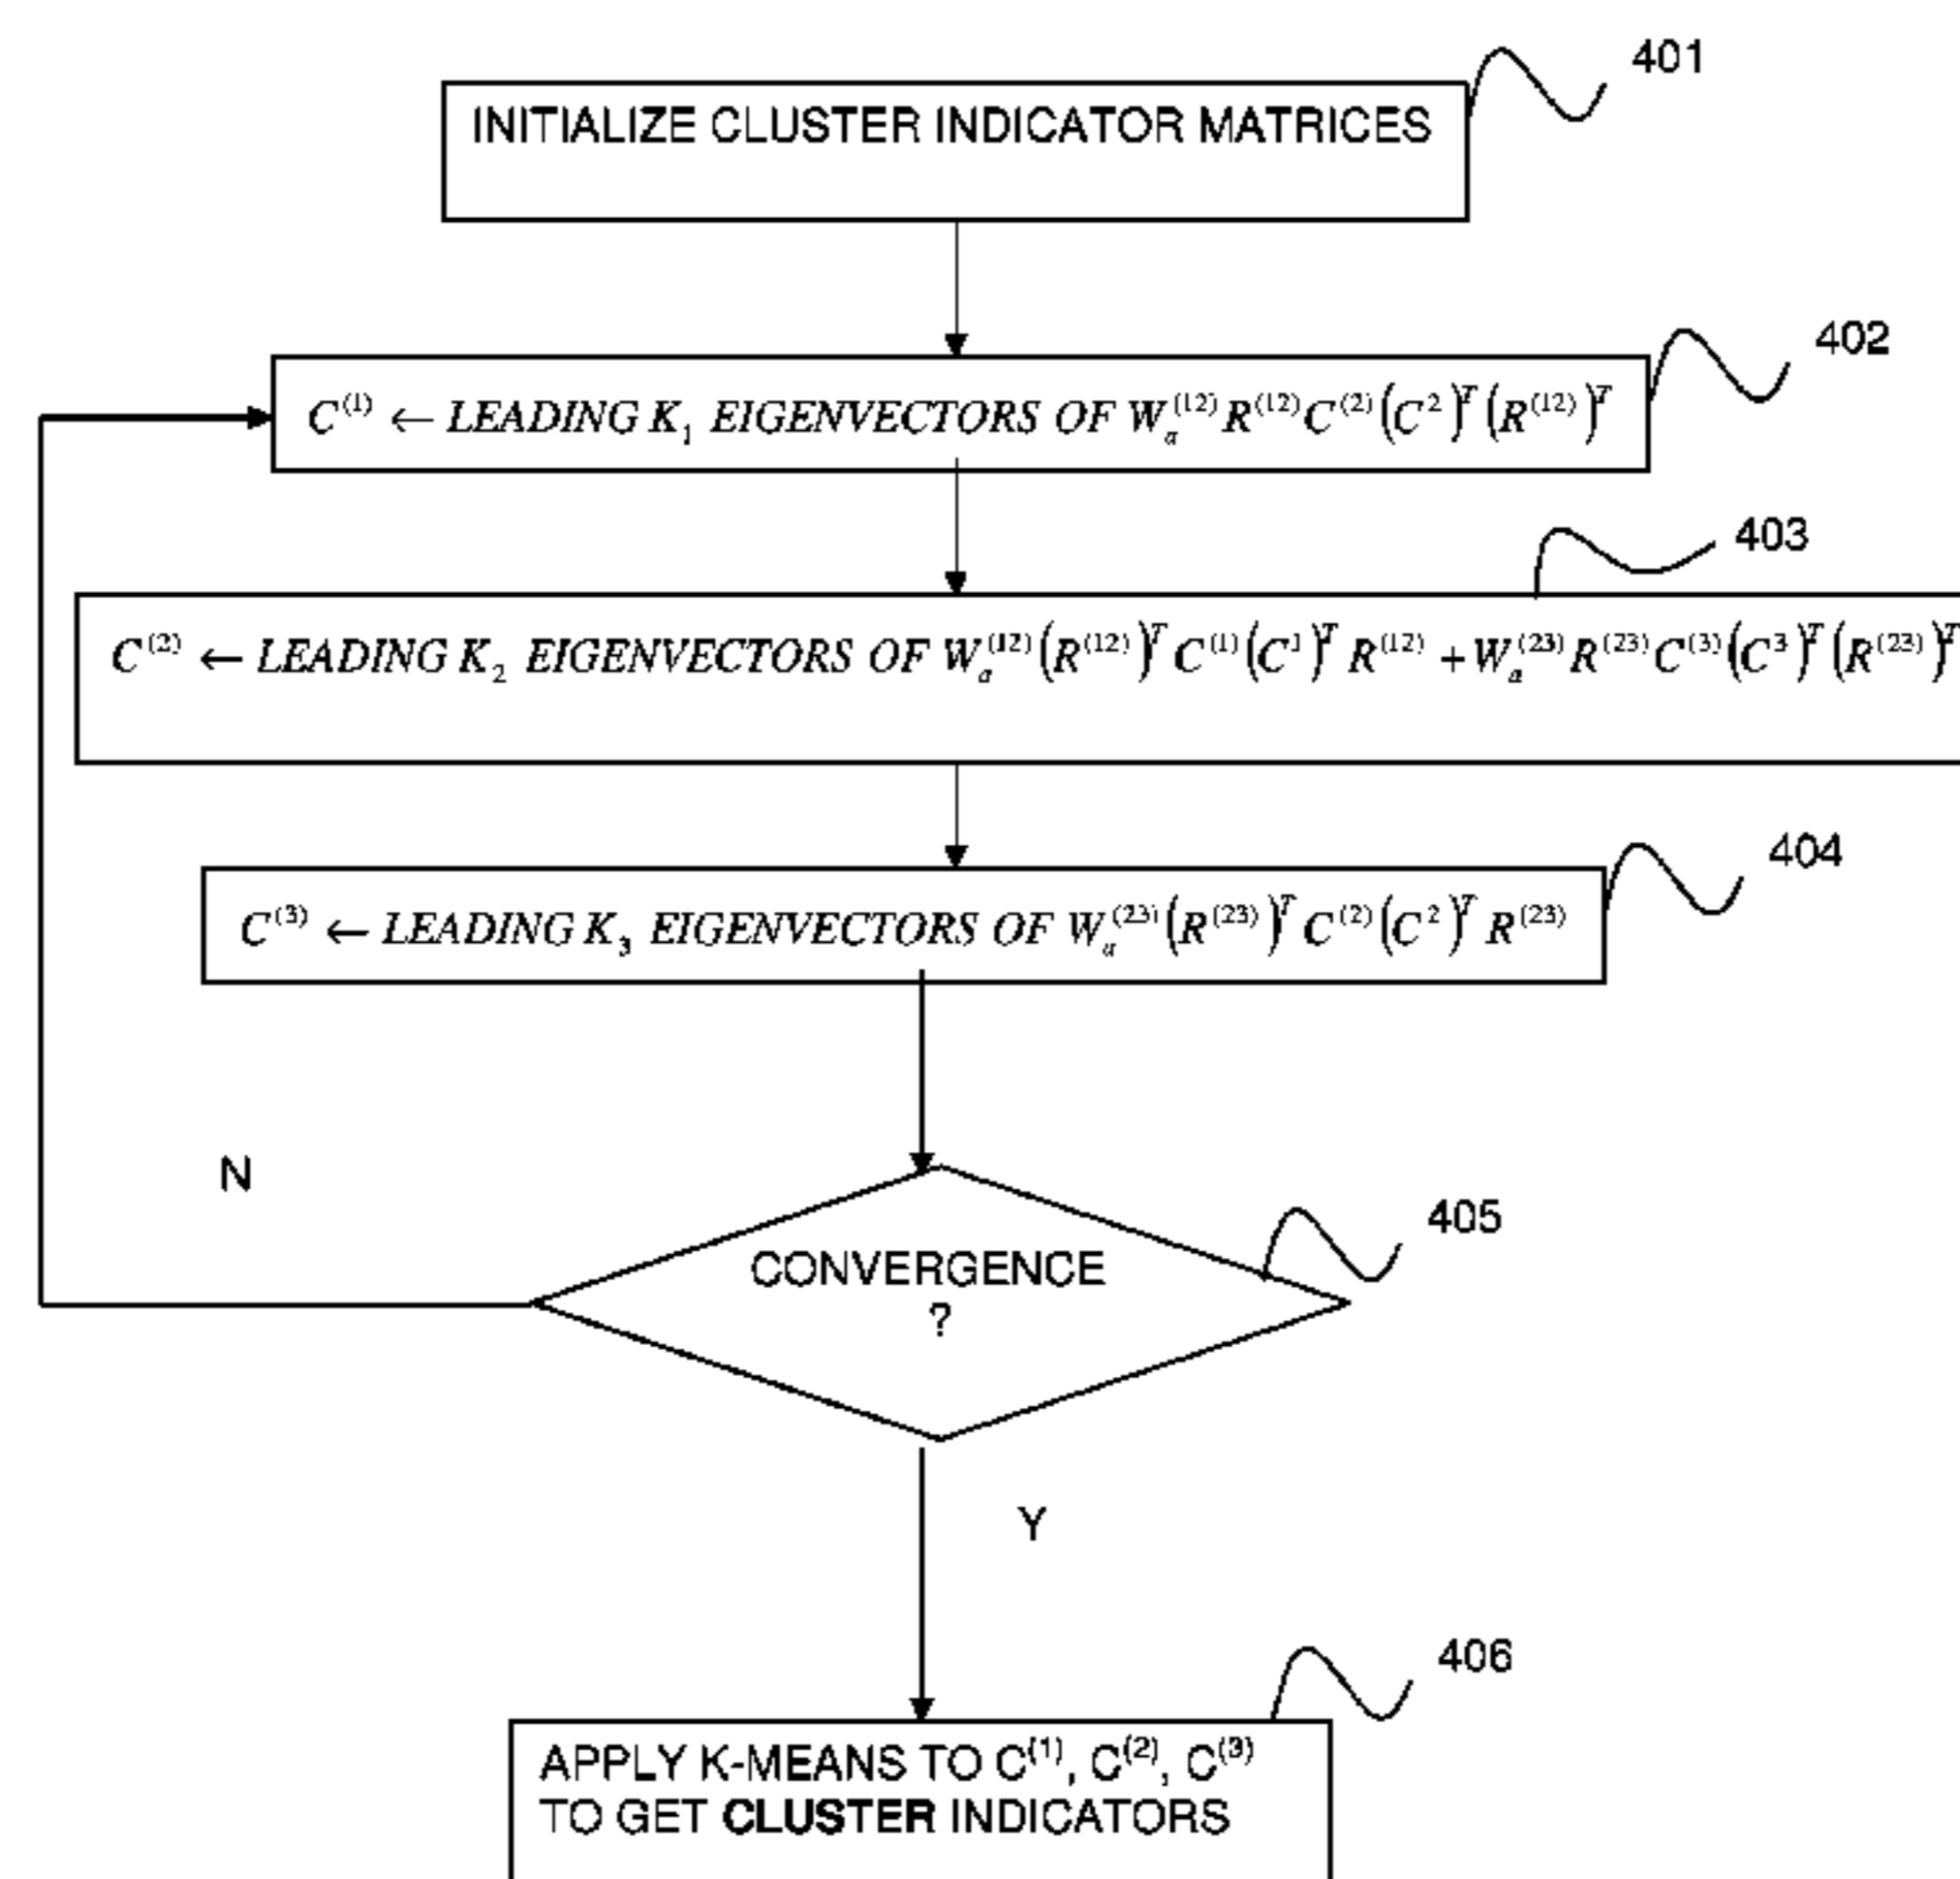 401
INITIALIZE CLUSTER INDICATOR MATRICES
402
C^(1) ← LEADING K_1 EIGENVECTORS OF W_a^(12) R^(12) C^(2) (C^2)^T (R^(12))^T
403
C^(2) ← LEADING K_2 EIGENVECTORS OF W_a^(12) (R^(12))^T C^(1) (C^1)^T R^(12) + W_a^(23) R^(23) C^(3) (C^3)^T (R^(23))^T
404
C^(3) ← LEADING K_3 EIGENVECTORS OF W_a^(23) (R^(23))^T C^(2) (C^2)^T R^(23)
N
405
CONVERGENCE
?
Y
406
APPLY K-MEANS TO C^(1), C^(2), C^(3)
TO GET CLUSTER INDICATORS